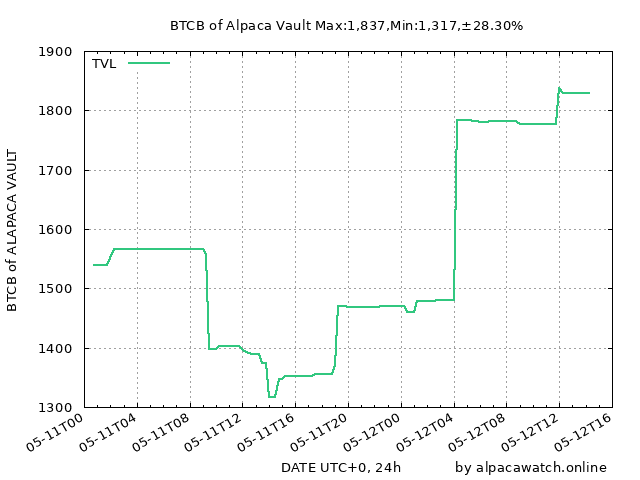 BTCB of Alpaca Vault Max:1,837,Min:1,317,±28.30%
TVL
BTCB of ALAPACA VAULT
1900
1800
1700
1600
1500
1400
1300
05-11T00
05-11T04
05-11T08
05-11T12
05-11T16
05-11T20
05-12T00
05-12T04
05-12T08
05-12T12
05-12T16
DATE UTC+0, 24h
by alpacawatch.online